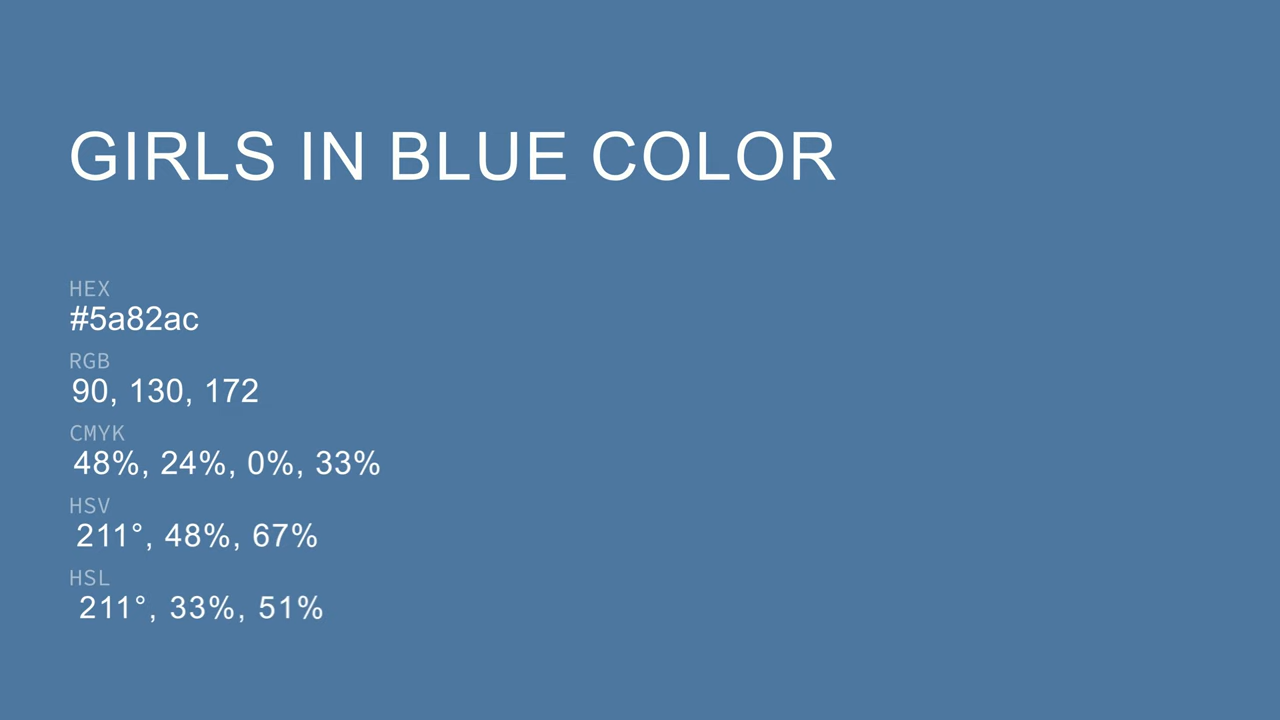 GIRLS IN BLUE COLOR
HEX
#5a82ac
RGB
90, 130, 172
CMYK
48%, 24%, 0%, 33%
HSV
211°, 48%, 67%
HSL
211°, 33%, 51%